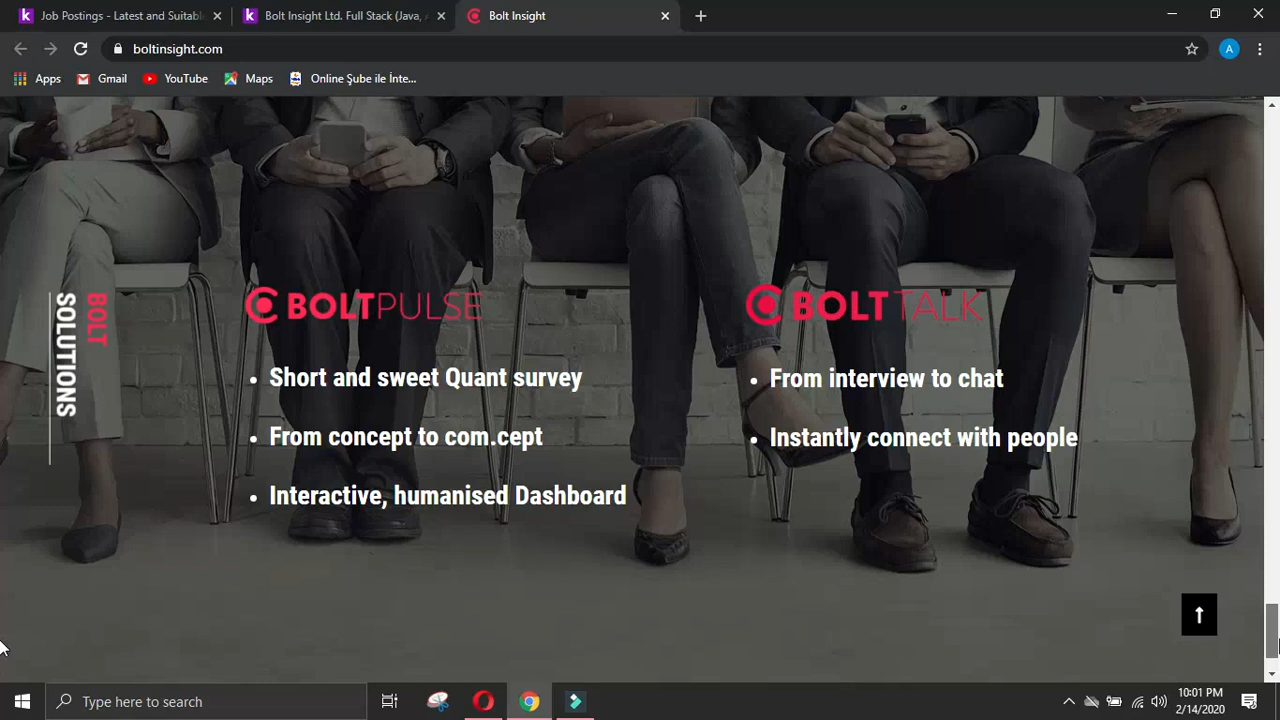 Job Postings - Latest and Suitabl
Bolt Insight Ltd. Full Stack (Java,
Bolt Insight
boltinsight.com
A
Apps
Gmail
YouTube
Maps
Online Şube ile İnte...
BOLT
SOLUTIONS
BOLTPULSE
• Short and sweet Quant survey
• From concept to com.cept
• Interactive, humanised Dashboard
BOLTTALK
• From interview to chat
• Instantly connect with people
Type here to search
10:01 PM
2/14/2020